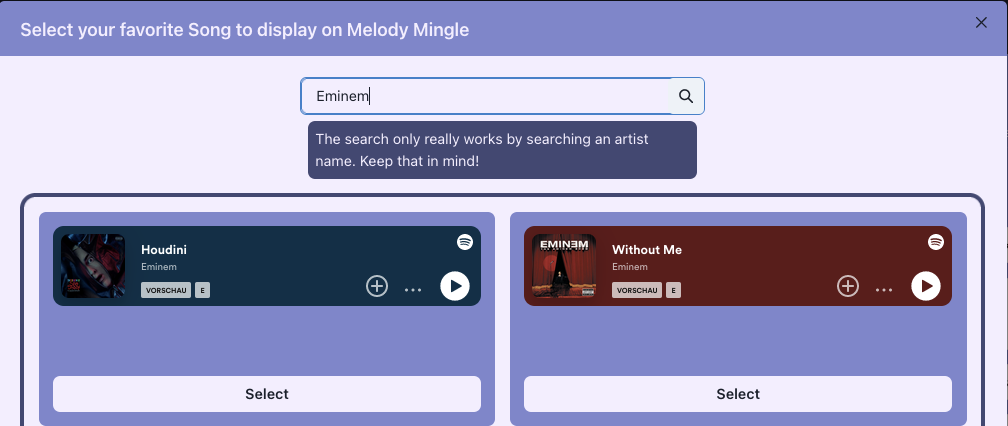 Select your favorite Song to display on Melody Mingle
Eminem
The search only really works by searching an artist
name. Keep that in mind!
Houdini
Eminem
VORSCHAU E
Select
EMINEM
Without Me
Eminem
VORSCHAU E
Select